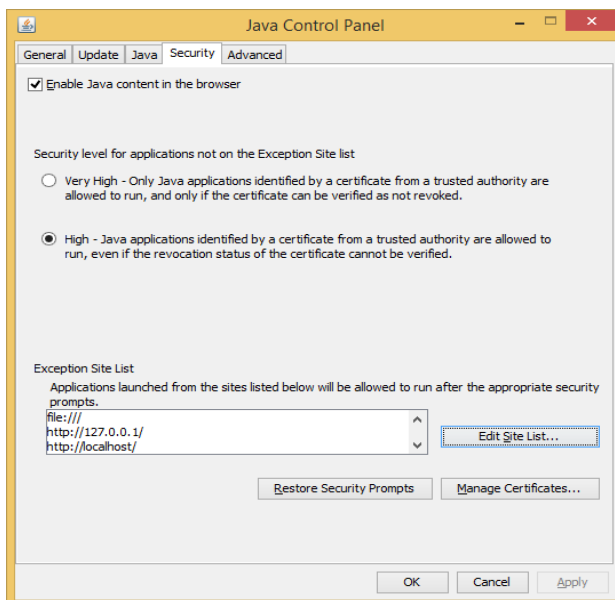 Java Control Panel
General Update Java Security Advanced
Enable Java content in the browser
Security level for applications not on the Exception Site list
Very High - Only Java applications identified by a certificate from a trusted authority are
allowed to run, and only if the certificate can be verified as not revoked.
High - Java applications identified by a certificate from a trusted authority are allowed to
run, even if the revocation status of the certificate cannot be verified.
Exception Site List
Applications launched from the sites listed below will be allowed to run after the appropriate security
prompts.
file:///
http://127.0.0.1/
http://localhost/
Edit Site List...
Restore Security Prompts Manage Certificates...
OK Cancel Apply